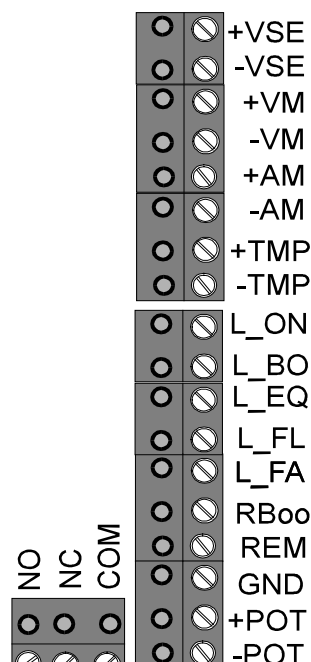 +VSE
-VSE
+VM
-VM
+AM
-AM
+TMP
-TMP
L_ON
L_BO
L_EQ
L_FL
L_FA
RBoo
REM
GND
+POT
-POT
NO
NC
COM